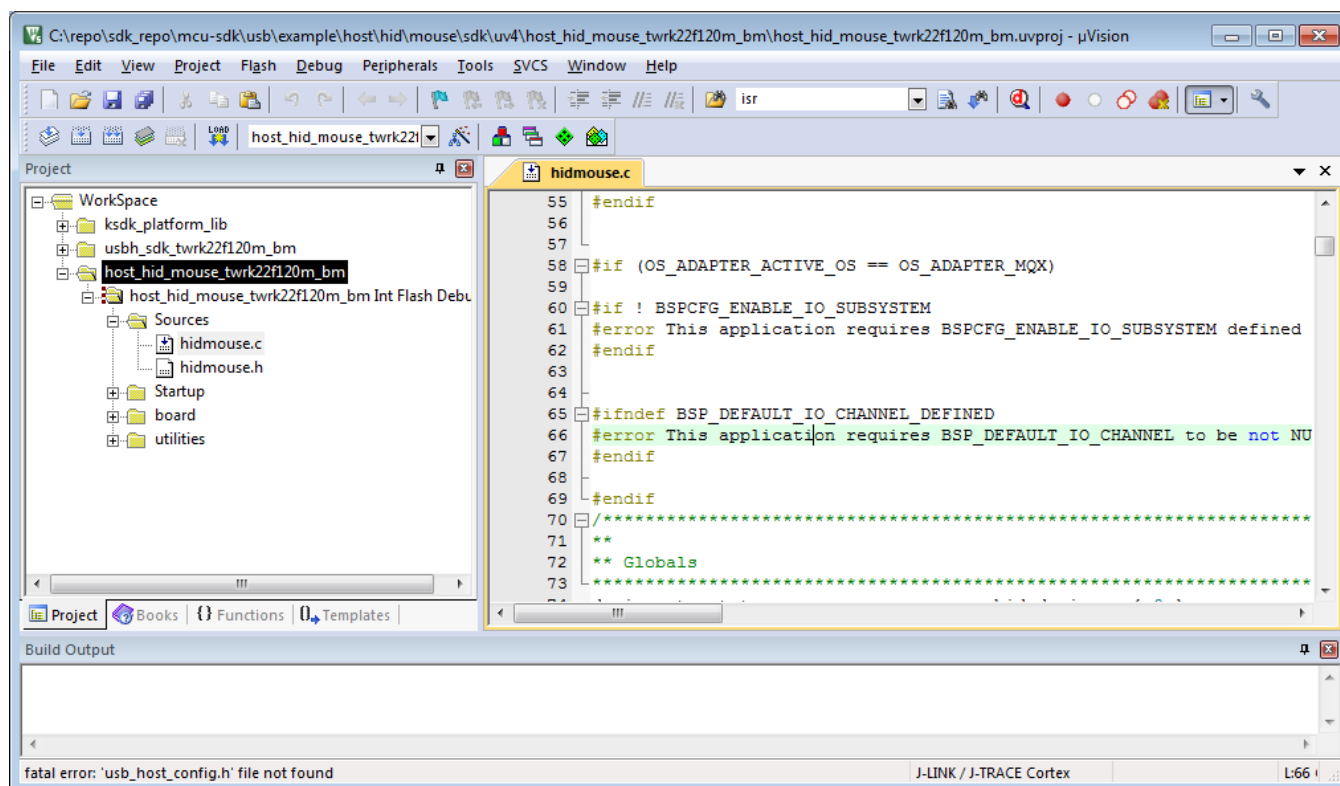 C:\repo\sdk_repo\mcu-sdk\usb\example\host\hid\mouse\sdk\uv4\host_hid_mouse_twrk22f120m_bm\host_hid_mouse_twrk22f120m_bm.uvproj - µVision
File Edit View Project Flash Debug Peripherals Tools SVCS Window Help
isr
LOAD host_hid_mouse_twrk22f
Project
hidmouse.c
WorkSpace
ksdk_platform_lib
usbh_sdk_twrk22f120m_bm
host_hid_mouse_twrk22f120m_bm
host_hid_mouse_twrk22f120m_bm Int Flash Debu
Sources
hidmouse.c
hidmouse.h
Startup
board
utilities
55 #endif
56
57
58 #if (OS_ADAPTER_ACTIVE_OS == OS_ADAPTER_MQX)
59
60 #if ! BSPCFG_ENABLE_IO_SUBSYSTEM
61 #error This application requires BSPCFG_ENABLE_IO_SUBSYSTEM defined
62 #endif
63
64
65 #ifndef BSP_DEFAULT_IO_CHANNEL_DEFINED
66 #error This application requires BSP_DEFAULT_IO_CHANNEL to be not NU
67 #endif
68
69 #endif
70 /********************************************************************
71 **
72 ** Globals
73 ********************************************************************
Project Books {} Functions 0 Templates
Build Output
fatal error: 'usb_host_config.h' file not found
J-LINK / J-TRACE Cortex
L:66